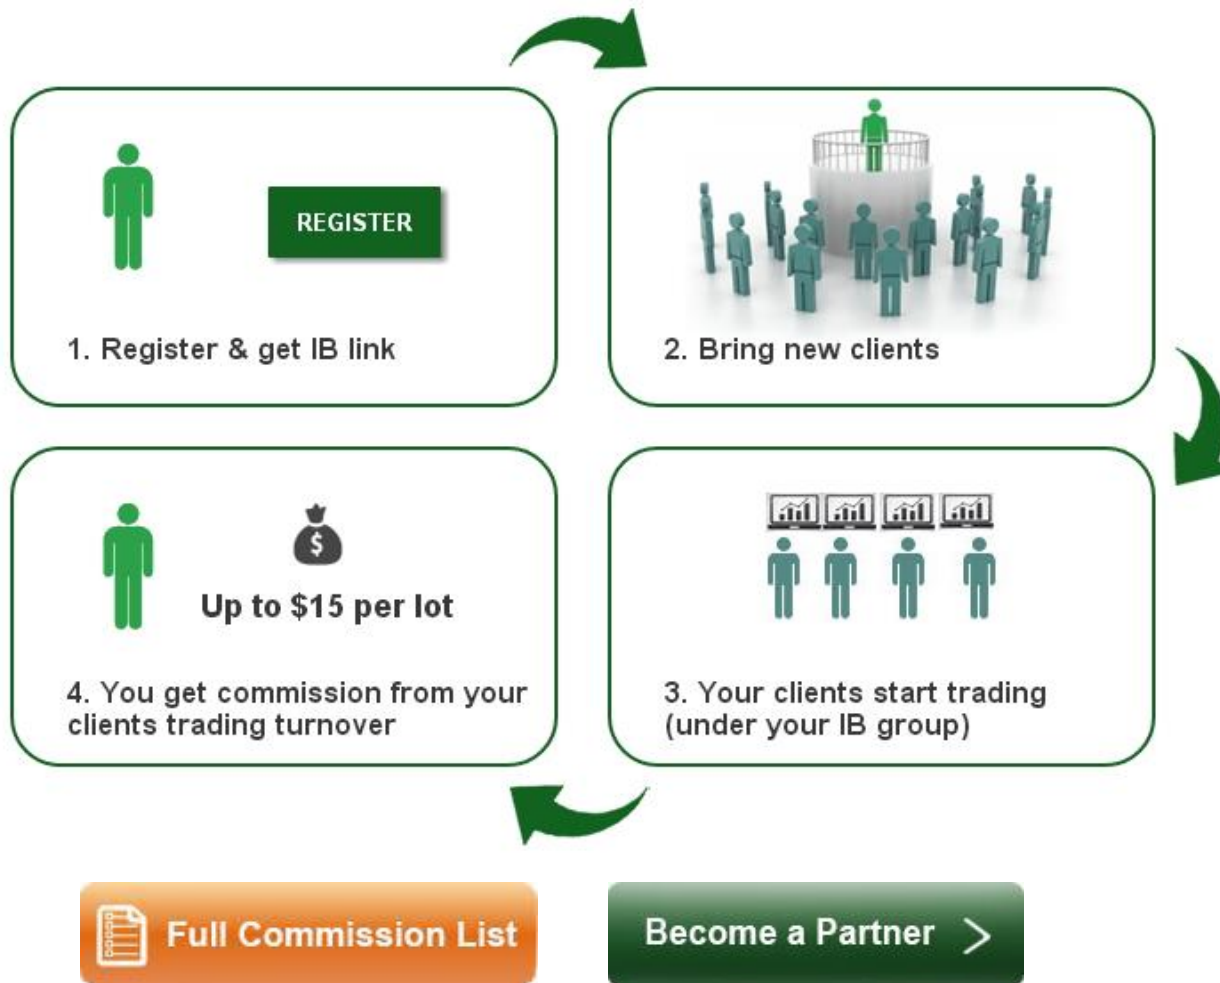 REGISTER
1. Register & get IB link
2. Bring new clients
$
Up to $15 per lot
4. You get commission from your
clients trading turnover
3. Your clients start trading
(under your IB group)
Full Commission List
Become a Partner